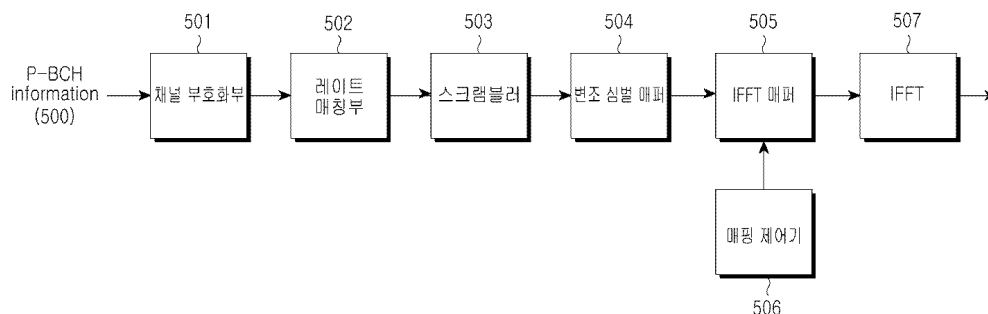 501
502
503
504
505
507
P-BCH
information
(500)
채널 부호화부
레이트
매칭부
스크램블러
변조 심벌 매퍼
IFFT 매퍼
IFFT
매핑 제어기
506